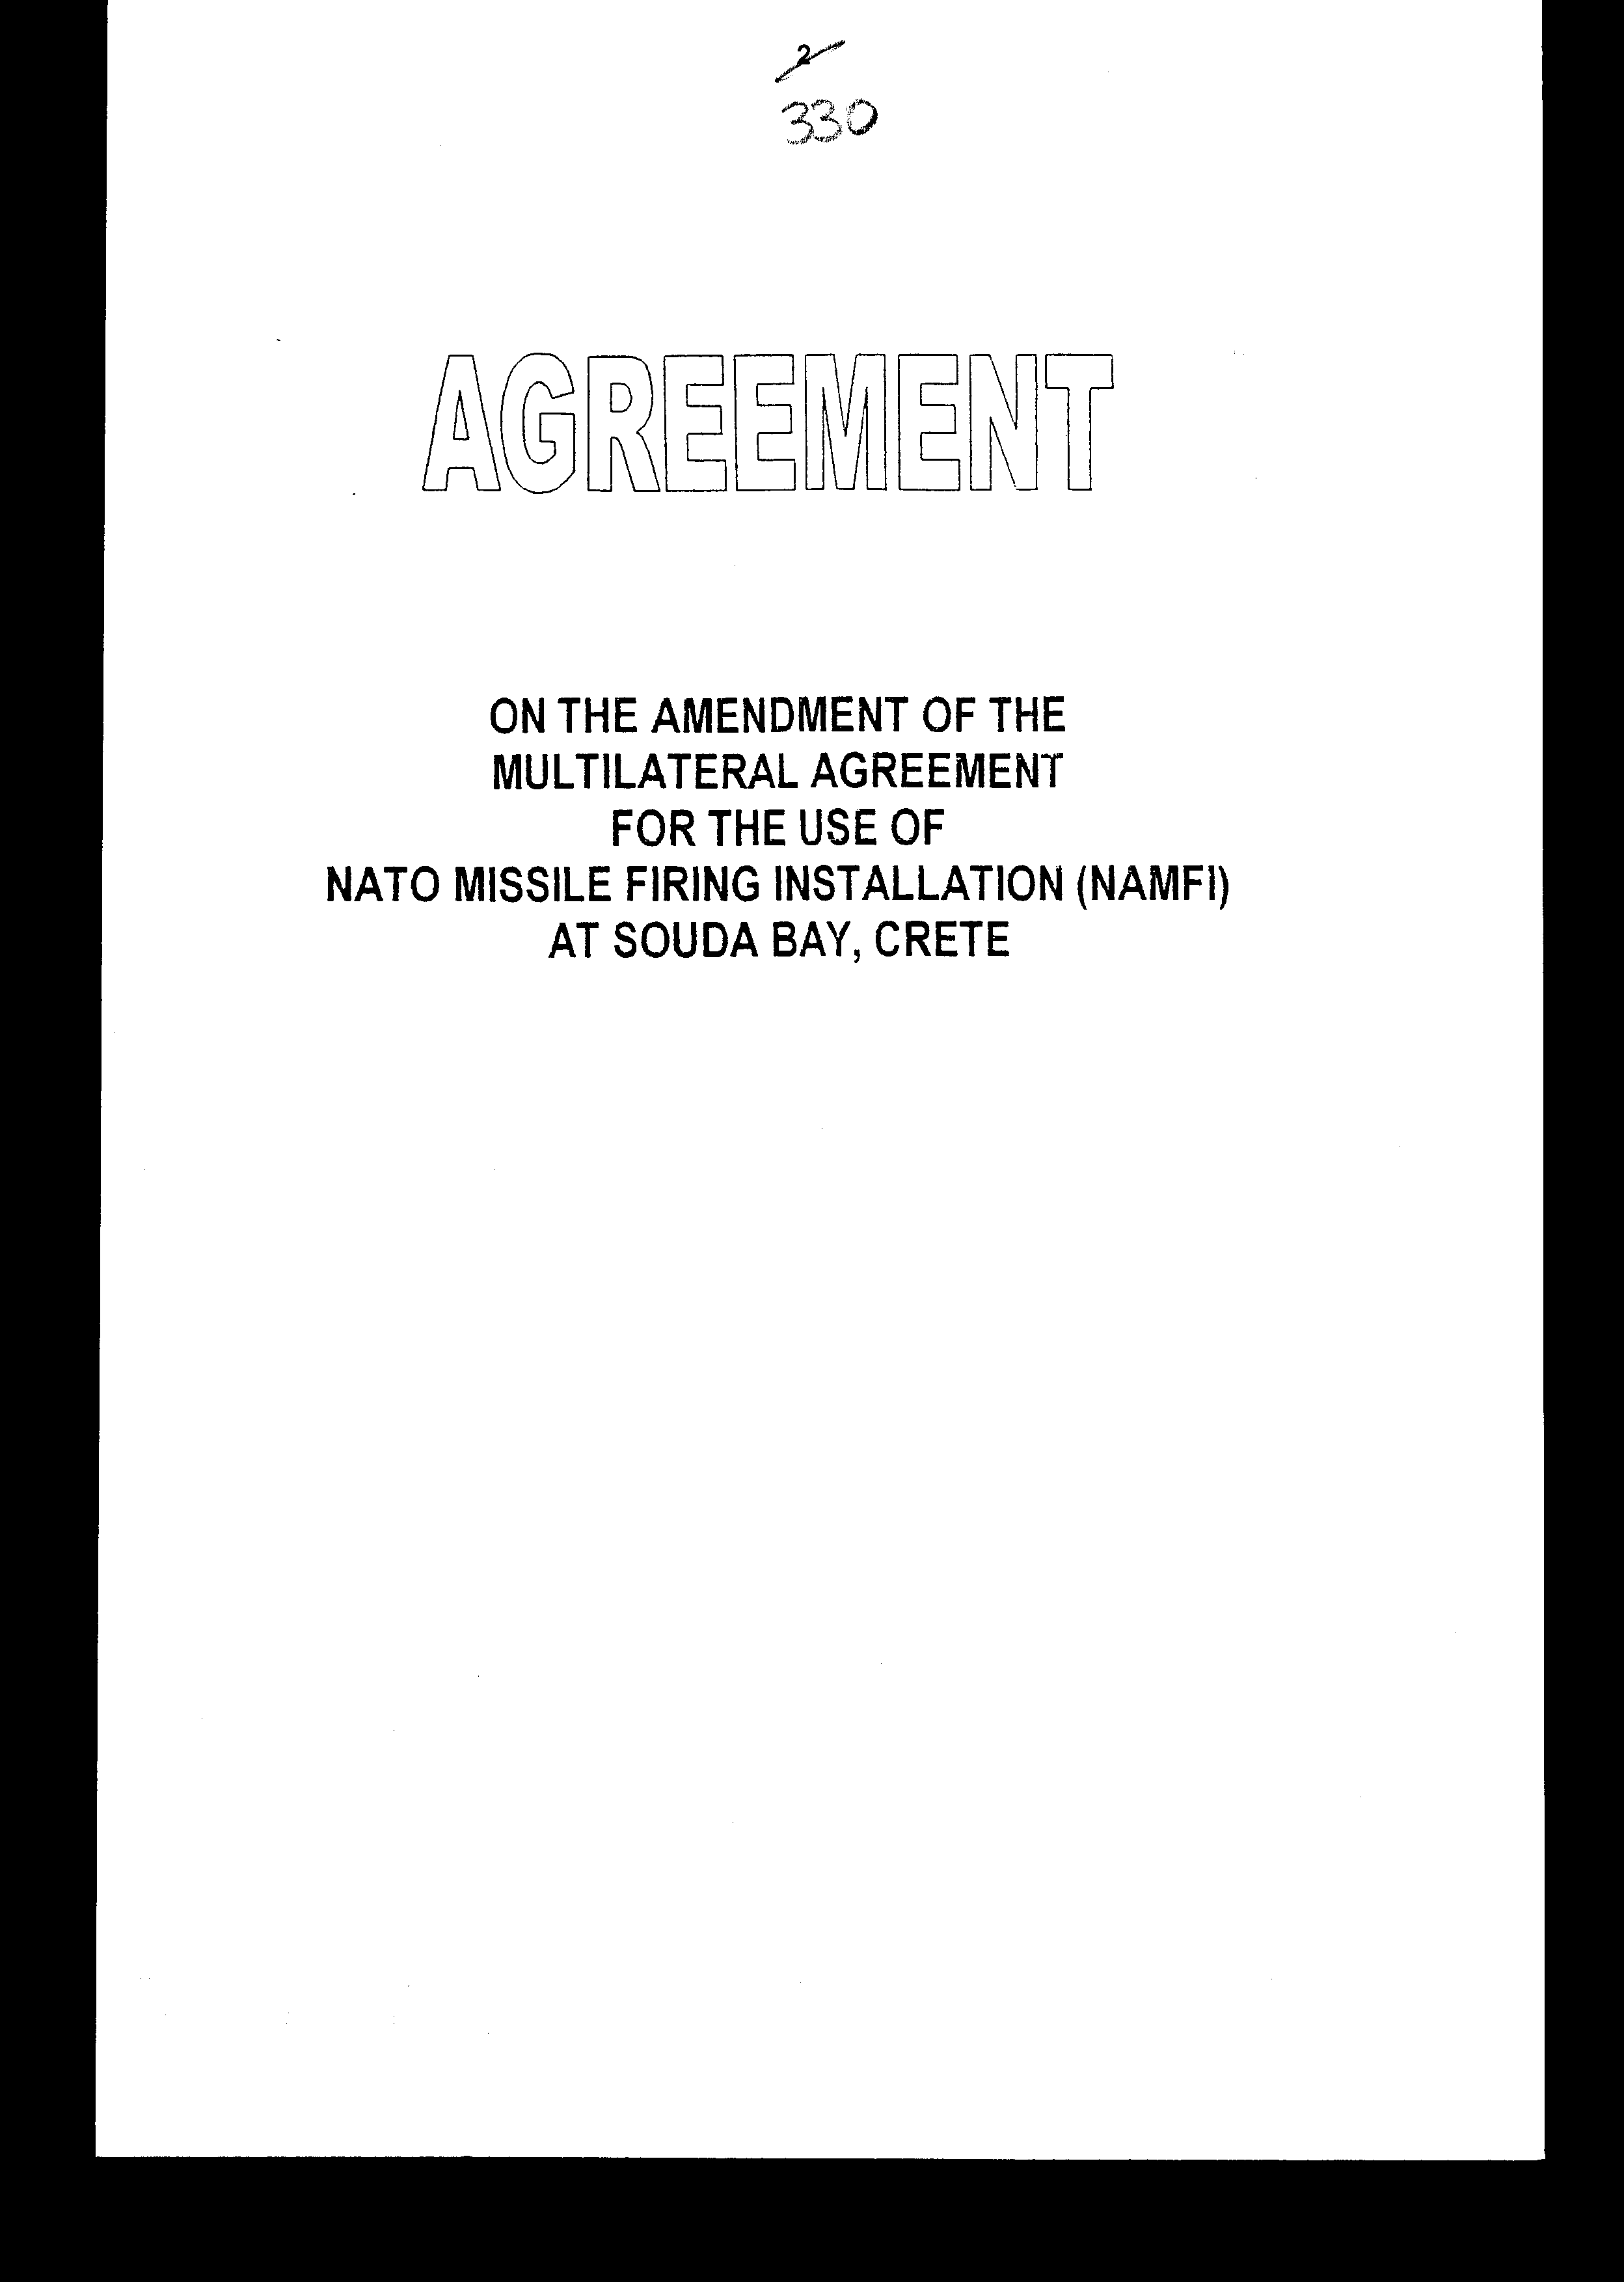 2
330
AGREEMENT
ON THE AMENDMENT OF THE
MULTILATERAL AGREEMENT
FOR THE USE OF
NATO MISSILE FIRING INSTALLATION (NAMFI)
AT SOUDA BAY, CRETE